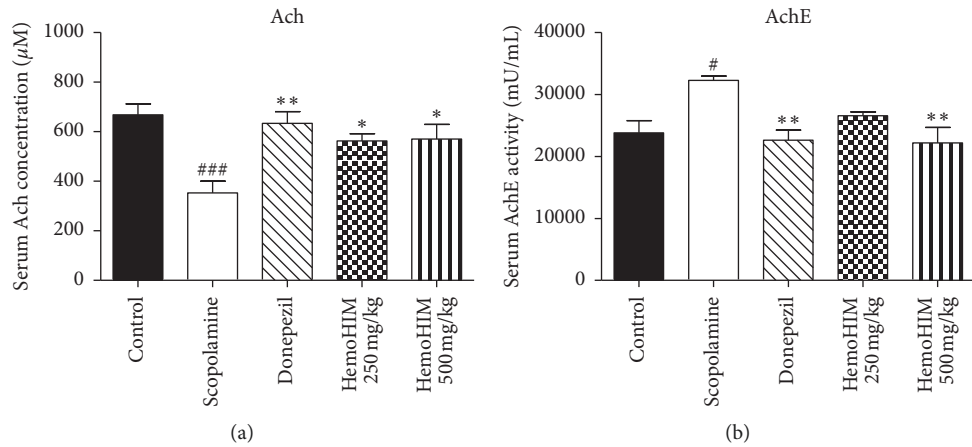 Ach
Serum Ach concentration (µM)
1000
800
600
400
200
0
###
**
*
*
Control
Scopolamine
Donepezil
HemoHIM
250 mg/kg
HemoHIM
500 mg/kg
(a)
AchE
Serum AchE activity (mU/mL)
40000
30000
20000
10000
0
#
**
**
Control
Scopolamine
Donepezil
HemoHIM
250 mg/kg
HemoHIM
500 mg/kg
(b)